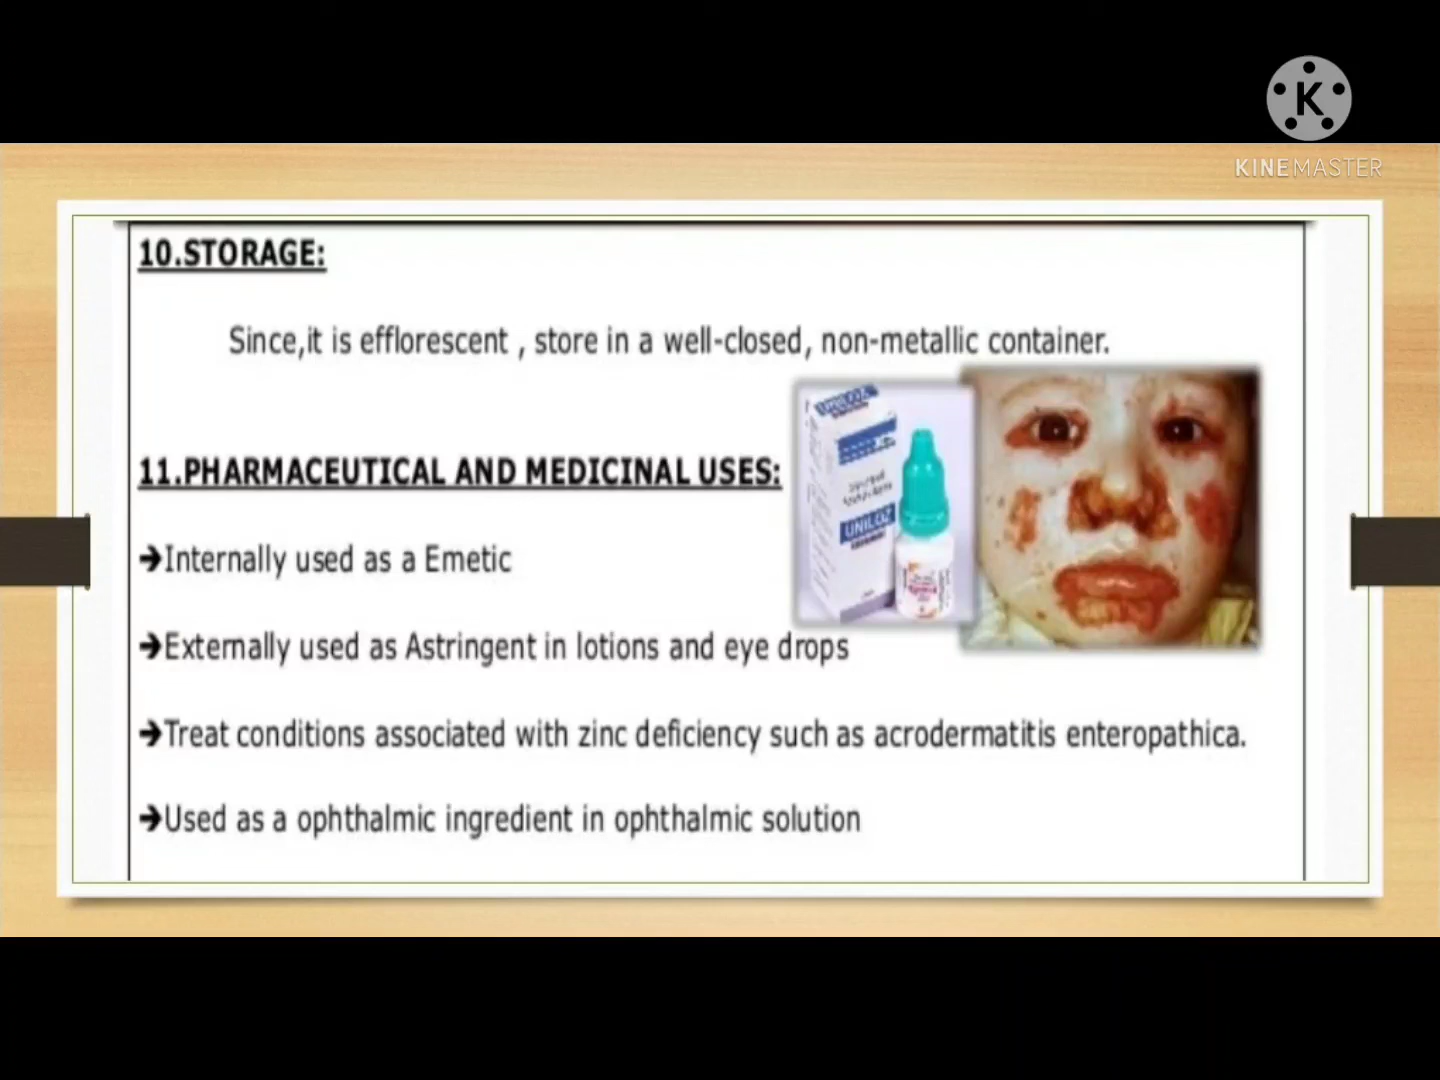 KINEMASTER
10.STORAGE:
Since,it is efflorescent , store in a well-closed, non-metallic container.
11.PHARMACEUTICAL AND MEDICINAL USES:
➔Internally used as a Emetic
➔Externally used as Astringent in lotions and eye drops
➔Treat conditions associated with zinc deficiency such as acrodermatitis enteropathica.
➔Used as a ophthalmic ingredient in ophthalmic solution
UNILOZ
UNILOZ